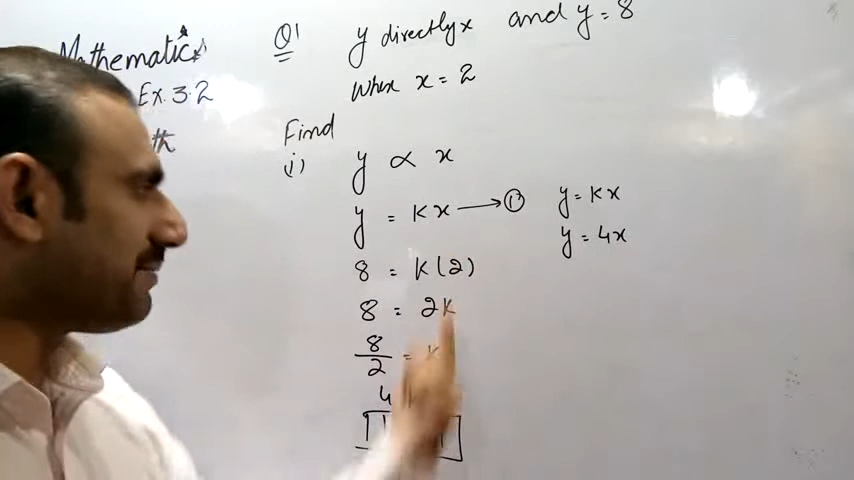 Mathematics
Ex.3.2
th
Q1 y directly x and y = 8
When x = 2
Find
(i) y ∝ x
y = Kx → ①
8 = K(2)
8 = 2K
8/2 = K
4
y = Kx
y = 4x